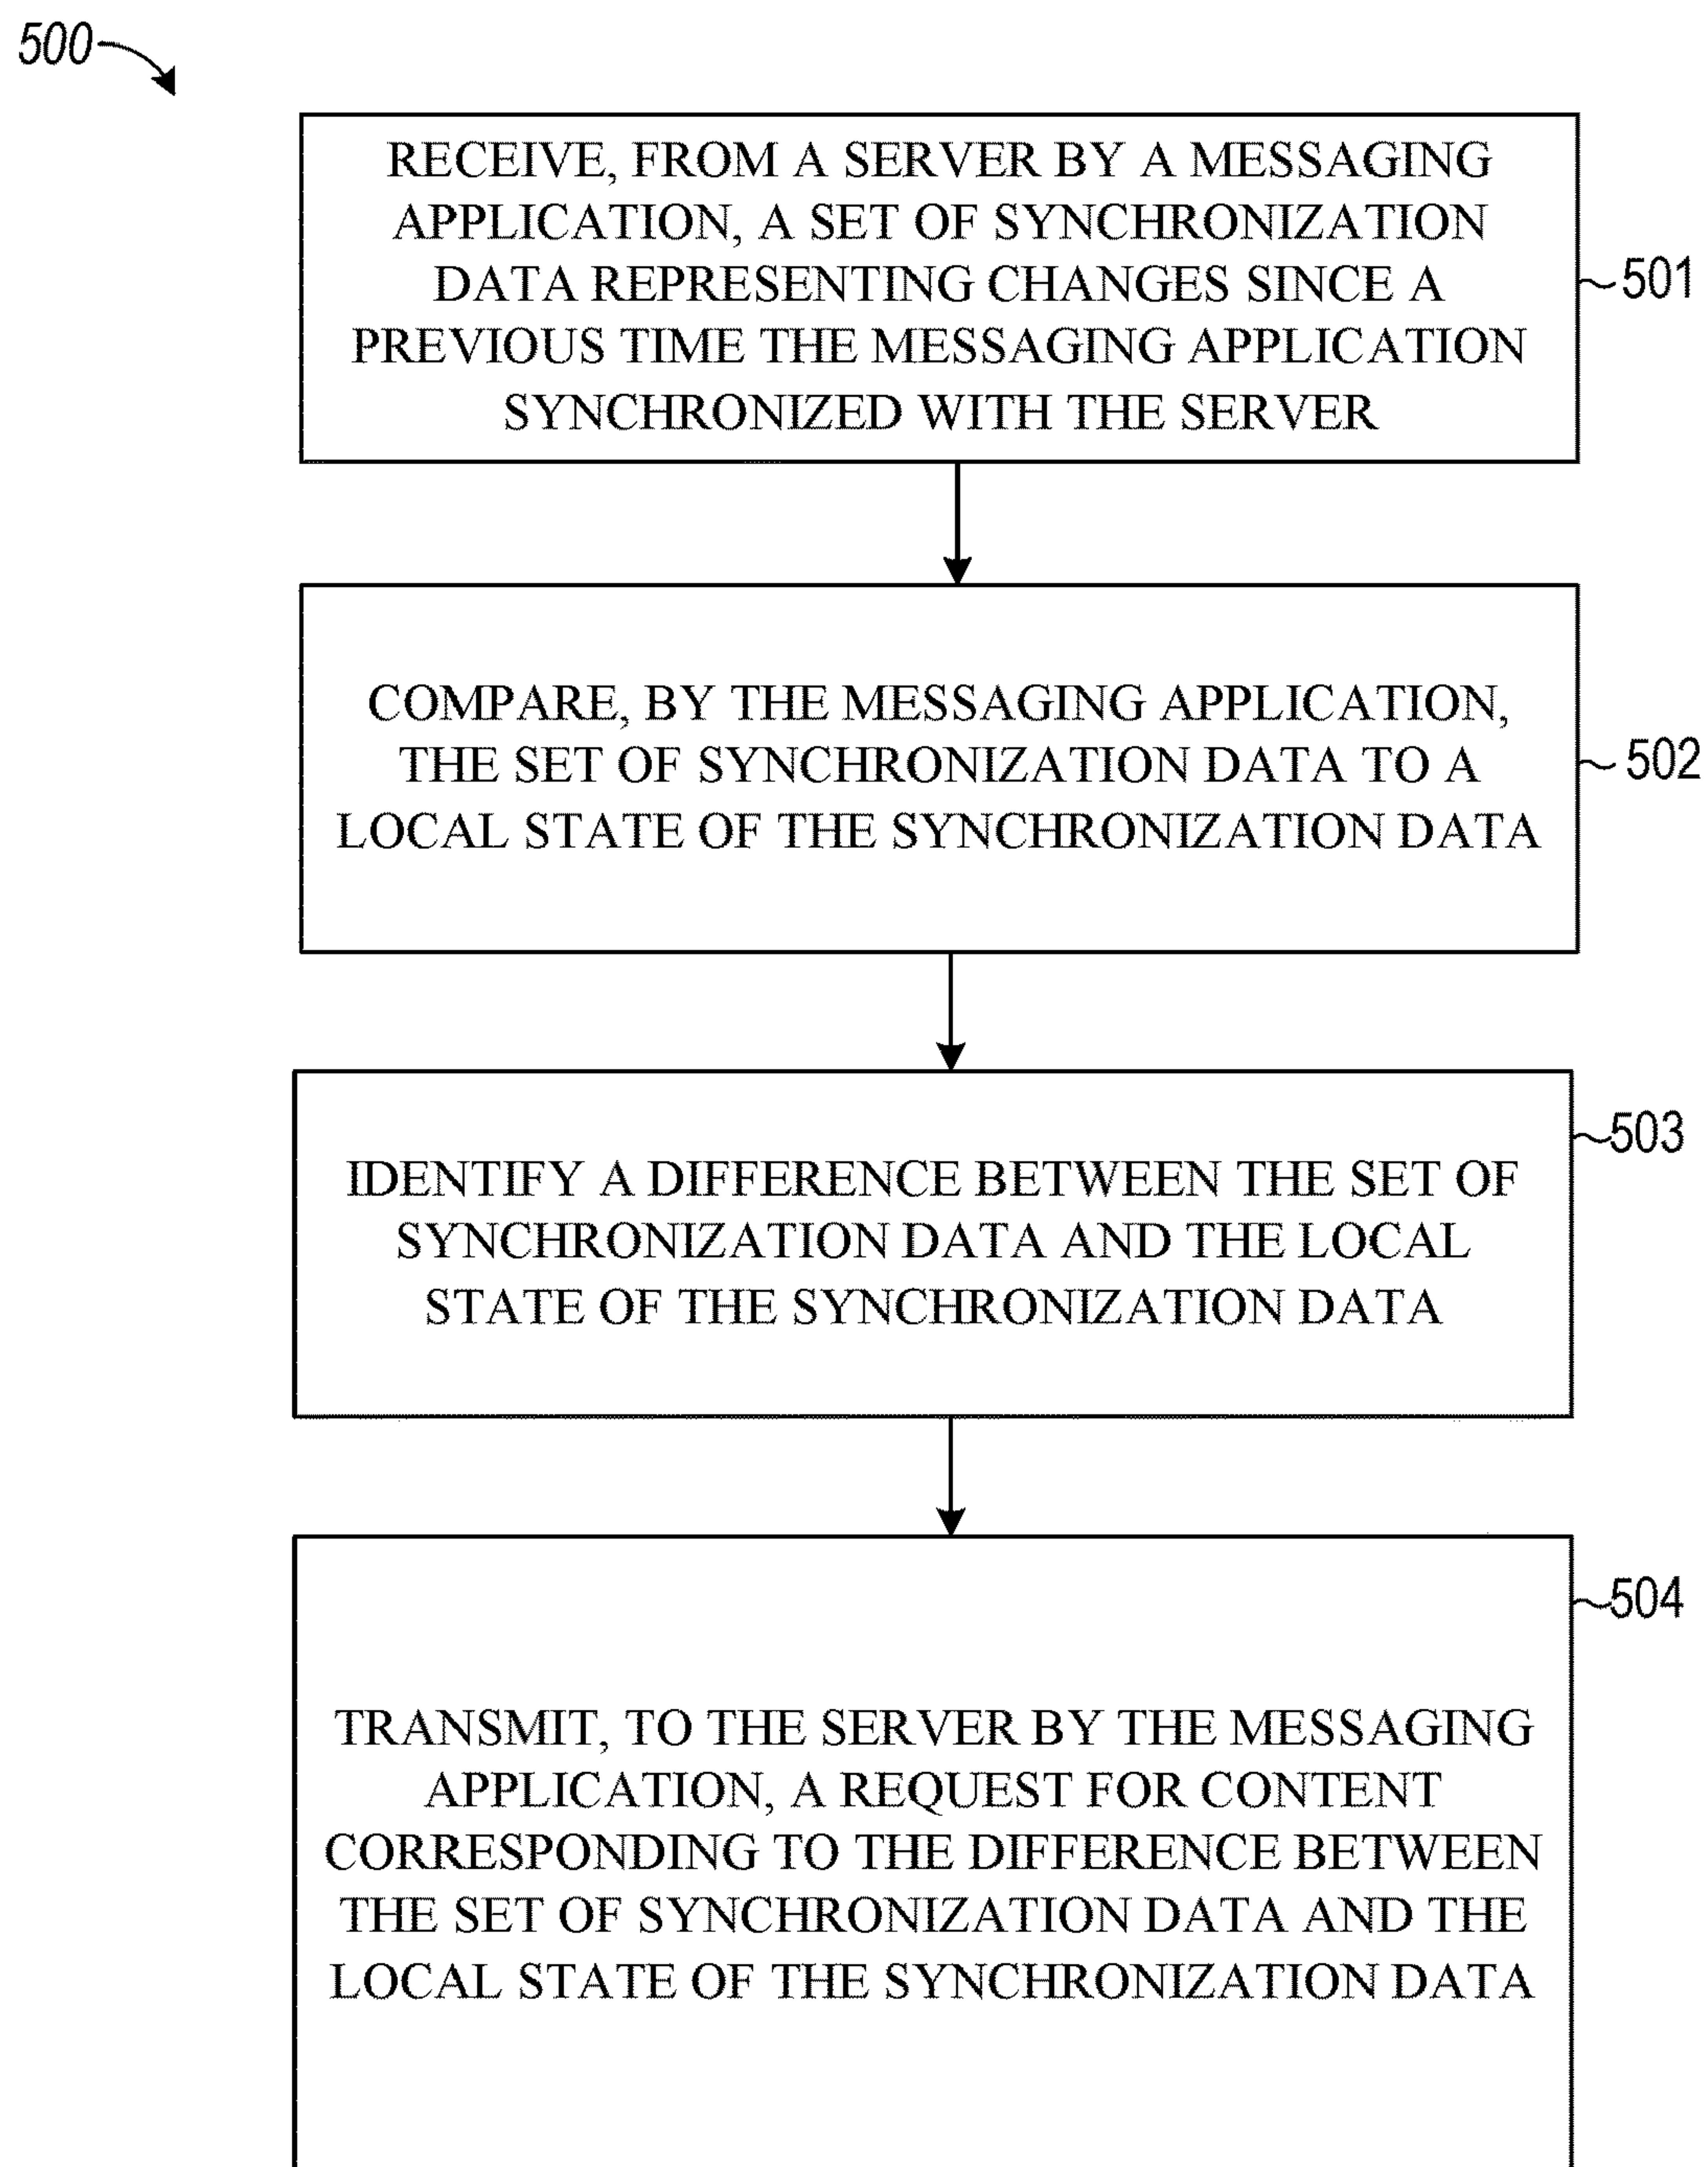 500
RECEIVE, FROM A SERVER BY A MESSAGING
APPLICATION, A SET OF SYNCHRONIZATION
DATA REPRESENTING CHANGES SINCE A
PREVIOUS TIME THE MESSAGING APPLICATION
SYNCHRONIZED WITH THE SERVER
501
COMPARE, BY THE MESSAGING APPLICATION,
THE SET OF SYNCHRONIZATION DATA TO A
LOCAL STATE OF THE SYNCHRONIZATION DATA
502
503
IDENTIFY A DIFFERENCE BETWEEN THE SET OF
SYNCHRONIZATION DATA AND THE LOCAL
STATE OF THE SYNCHRONIZATION DATA
504
TRANSMIT, TO THE SERVER BY THE MESSAGING
APPLICATION, A REQUEST FOR CONTENT
CORRESPONDING TO THE DIFFERENCE BETWEEN
THE SET OF SYNCHRONIZATION DATA AND THE
LOCAL STATE OF THE SYNCHRONIZATION DATA